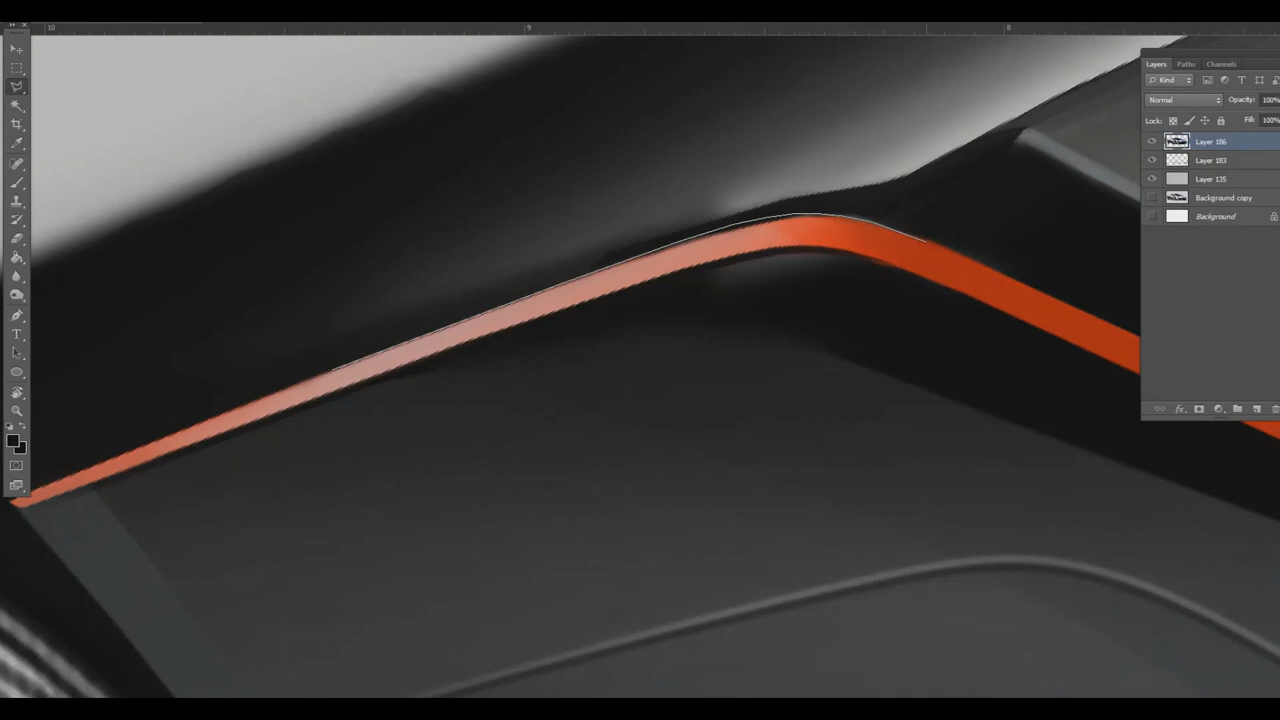 10 9 8
Layers Paths Channels
Kind T
Normal Opacity: 100%
Lock: Fill: 100%
Layer 186
Layer 183
Layer 135
Background copy
Background
T
fx